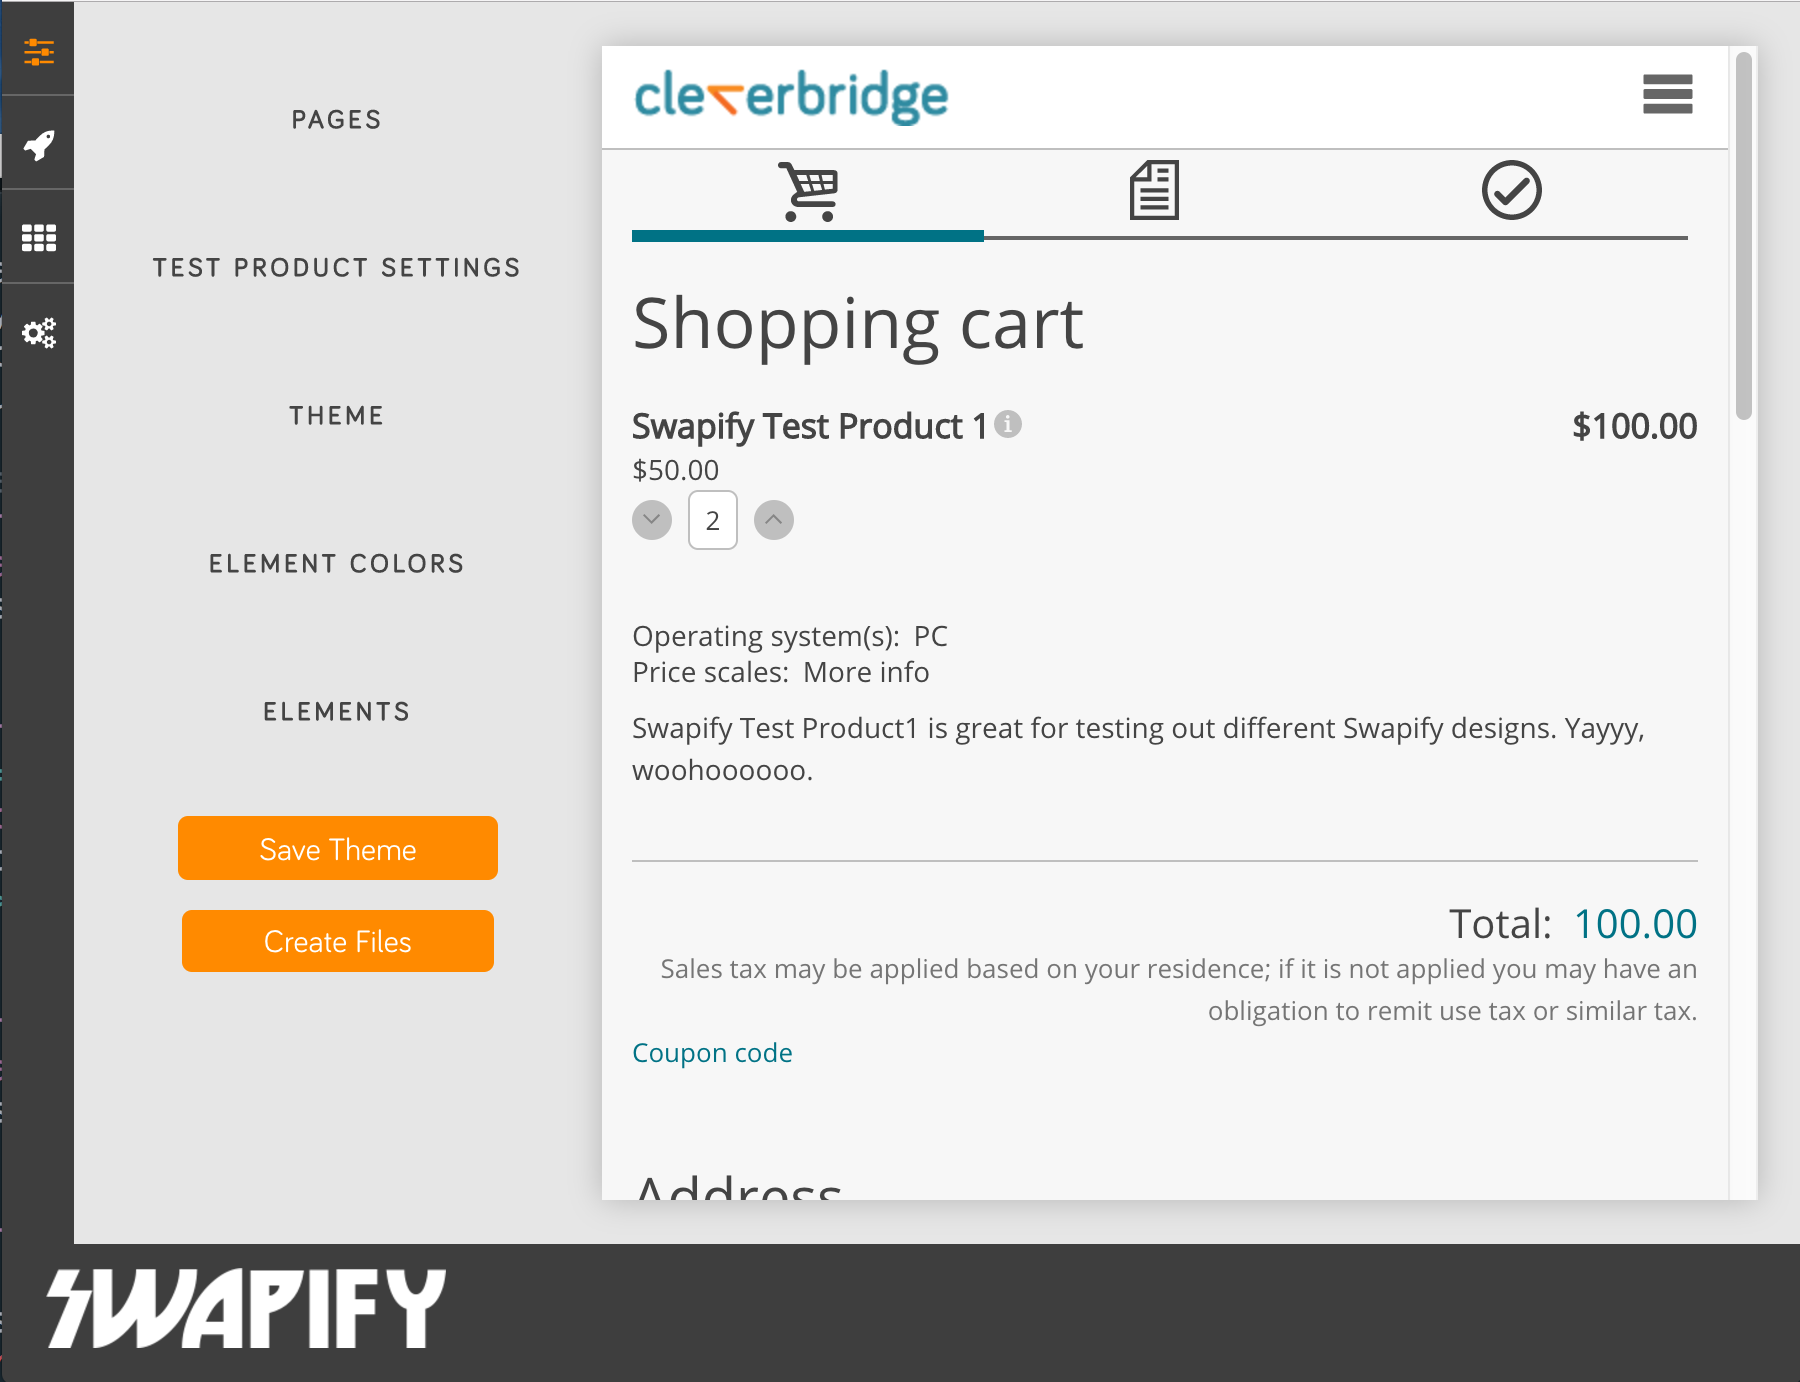 PAGES
TEST PRODUCT SETTINGS
THEME
ELEMENT COLORS
ELEMENTS
Save Theme
Create Files
cleverbridge
Shopping cart
Swapify Test Product 1 i
$100.00
$50.00
2
Operating system(s): PC
Price scales: More info
Swapify Test Product1 is great for testing out different Swapify designs. Yayyy,
woohoooooo.
Total: 100.00
Sales tax may be applied based on your residence; if it is not applied you may have an
obligation to remit use tax or similar tax.
Coupon code
Address
SWAPIFY